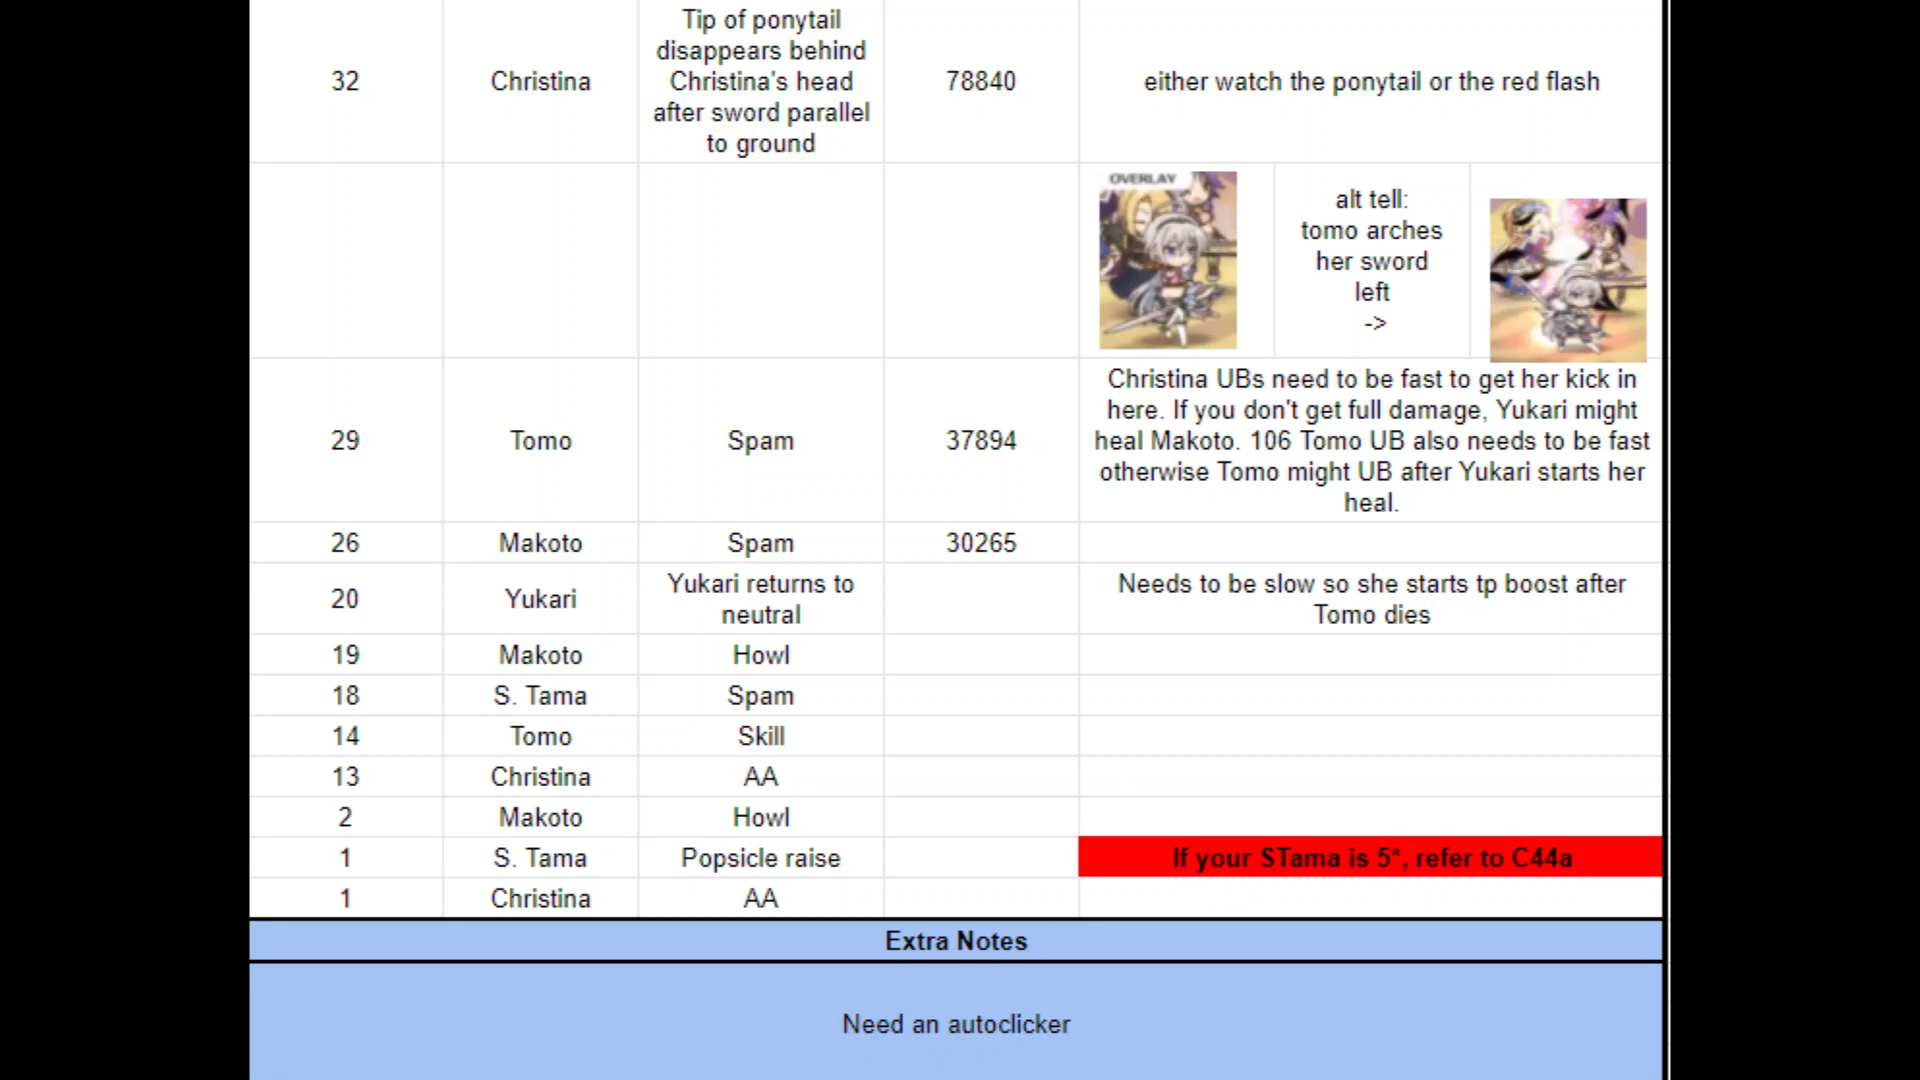 32 Christina Tip of ponytail disappears behind Christina's head after sword parallel to ground 78840 either watch the ponytail or the red flash
OVERLAY
alt tell:
tomo arches
her sword
left
->
29 Tomo Spam 37894 Christina UBs need to be fast to get her kick in here. If you don't get full damage, Yukari might heal Makoto. 106 Tomo UB also needs to be fast otherwise Tomo might UB after Yukari starts her heal.
26 Makoto Spam 30265
20 Yukari Yukari returns to neutral Needs to be slow so she starts tp boost after Tomo dies
19 Makoto Howl
18 S. Tama Spam
14 Tomo Skill
13 Christina AA
2 Makoto Howl
1 S. Tama Popsicle raise If your STama is 5*, refer to C44a
1 Christina AA
Extra Notes
Need an autoclicker